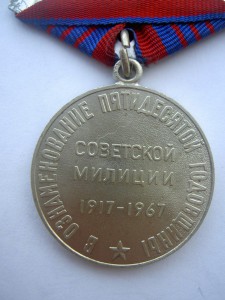 В ОЗНАМЕНОВАНИЕ ПЯТИДЕСЯТОЙ ГОДОВЩИНЫ
СОВЕТСКОЙ
МИЛИЦИИ
1917-1967